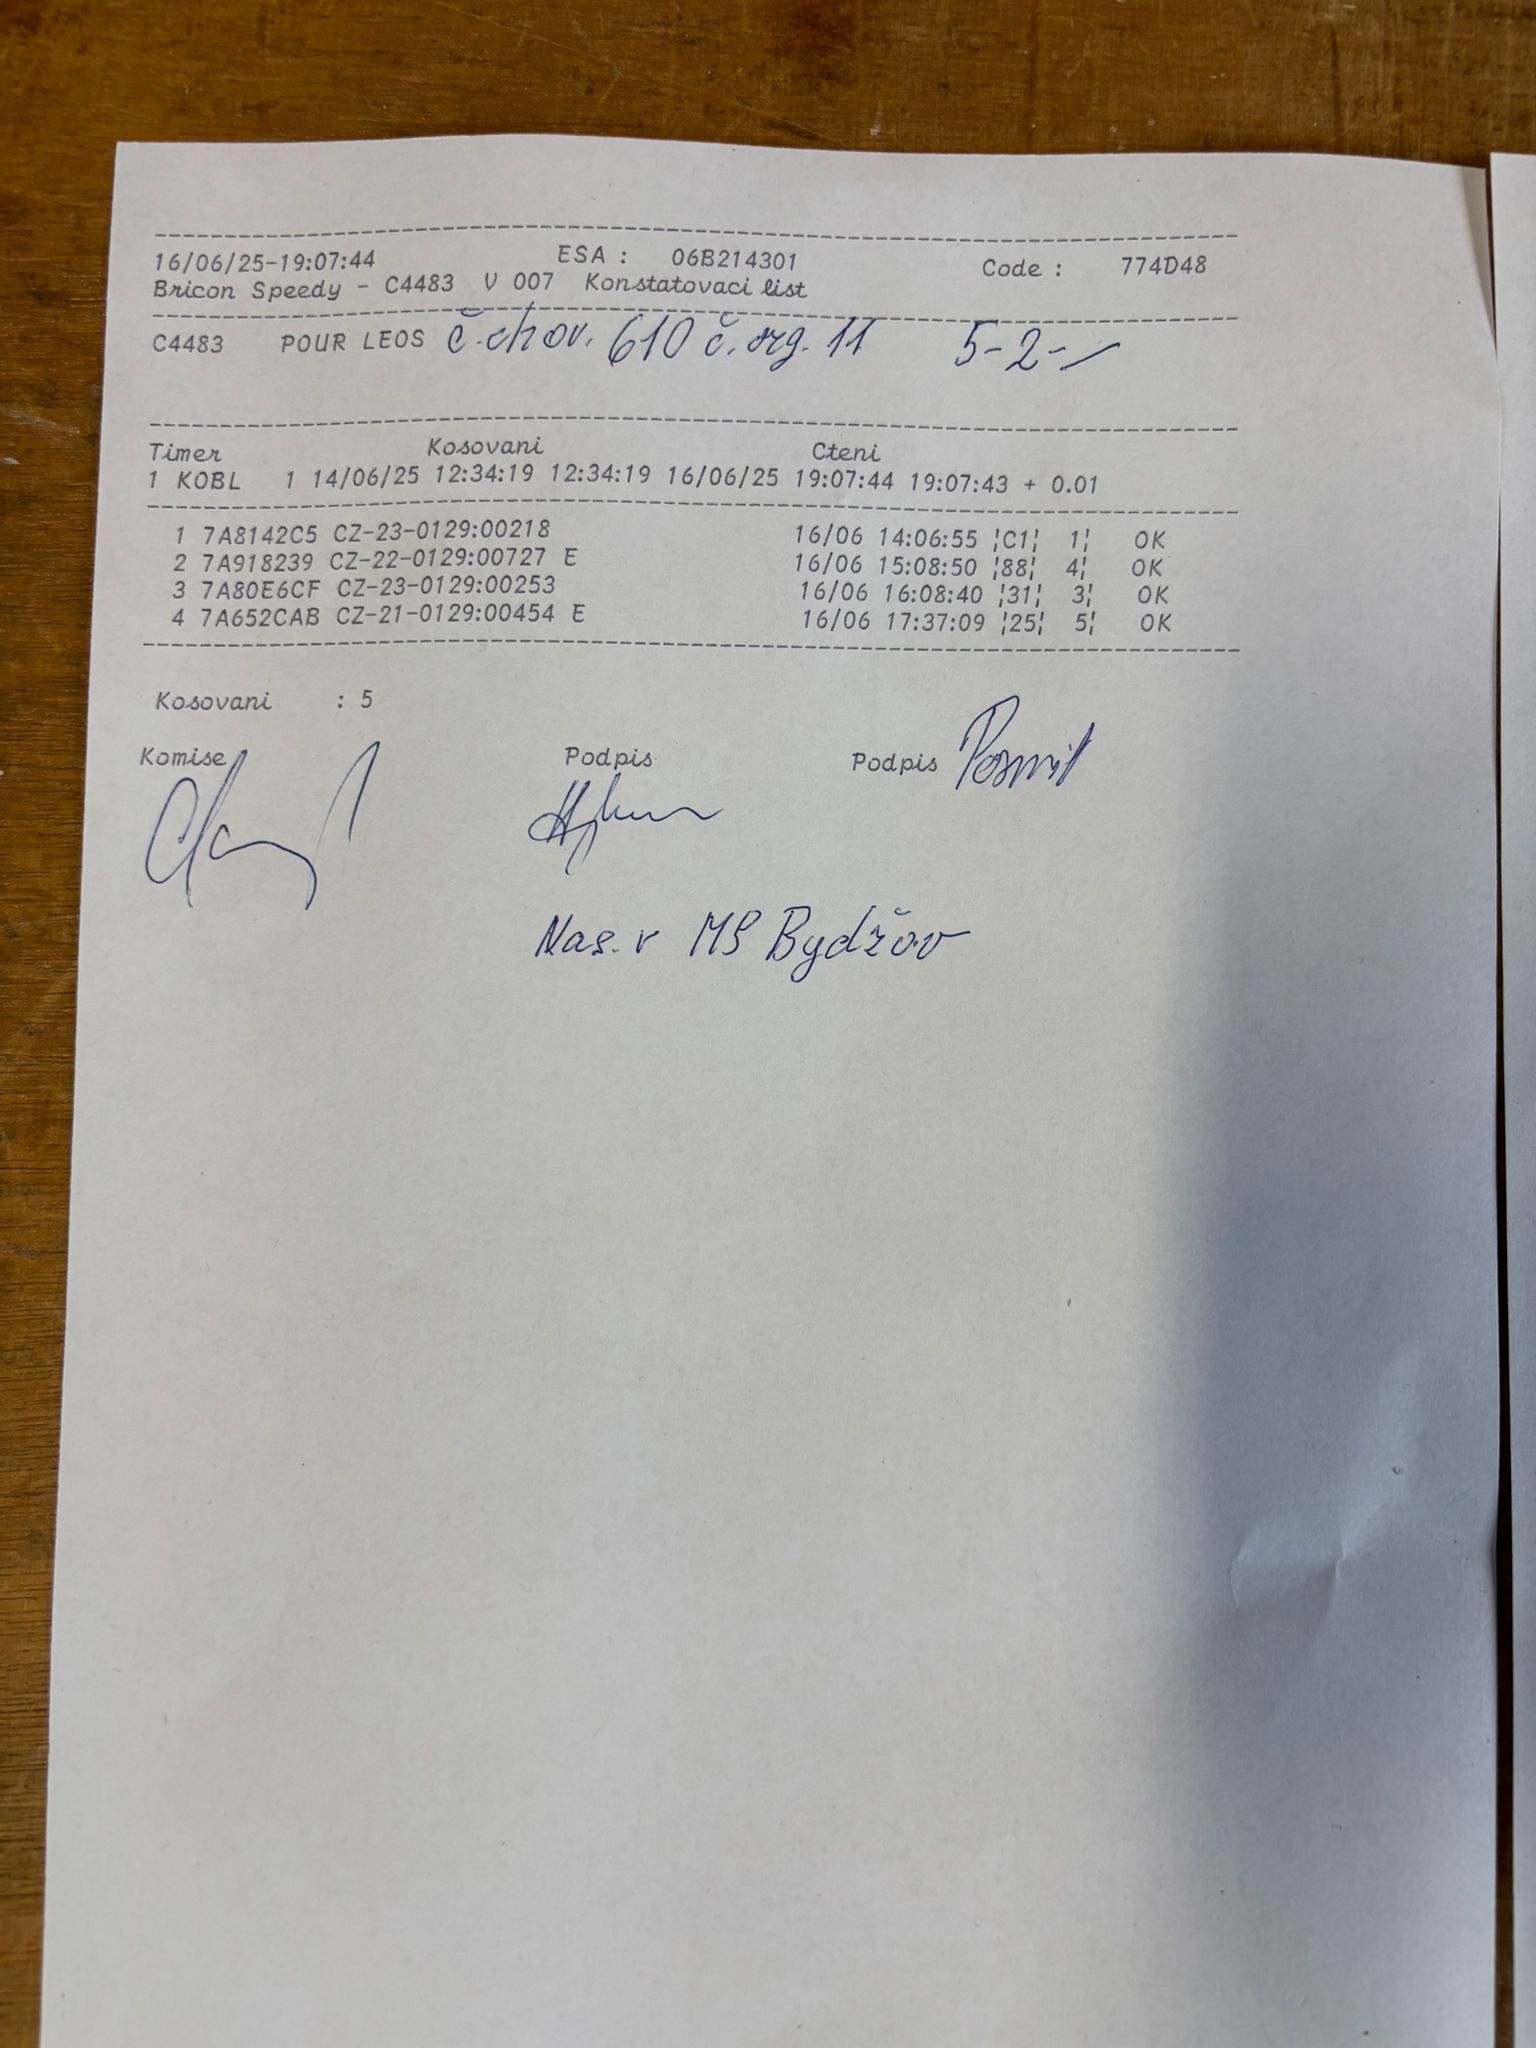 16/06/25-19:07:44 ESA : 06B214301 Code : 774D48
Bricon Speedy - C4483 V 007 Konstatovaci list
C4483 POUR LEOS č.chov. 610 č. org. 11 5-2-
Timer Kosovani Cteni
1 KOBL 1 14/06/25 12:34:19 12:34:19 16/06/25 19:07:44 19:07:43 + 0.01
1 7A8142C5 CZ-23-0129:00218 16/06 14:06:55 ¦C1¦ 1¦ OK
2 7A918239 CZ-22-0129:00727 E 16/06 15:08:50 ¦88¦ 4¦ OK
3 7A80E6CF CZ-23-0129:00253 16/06 16:08:40 ¦31¦ 3¦ OK
4 7A652CAB CZ-21-0129:00454 E 16/06 17:37:09 ¦25¦ 5¦ OK
Kosovani : 5
Komise Podpis Podpis
Nas. v MS Bydžov